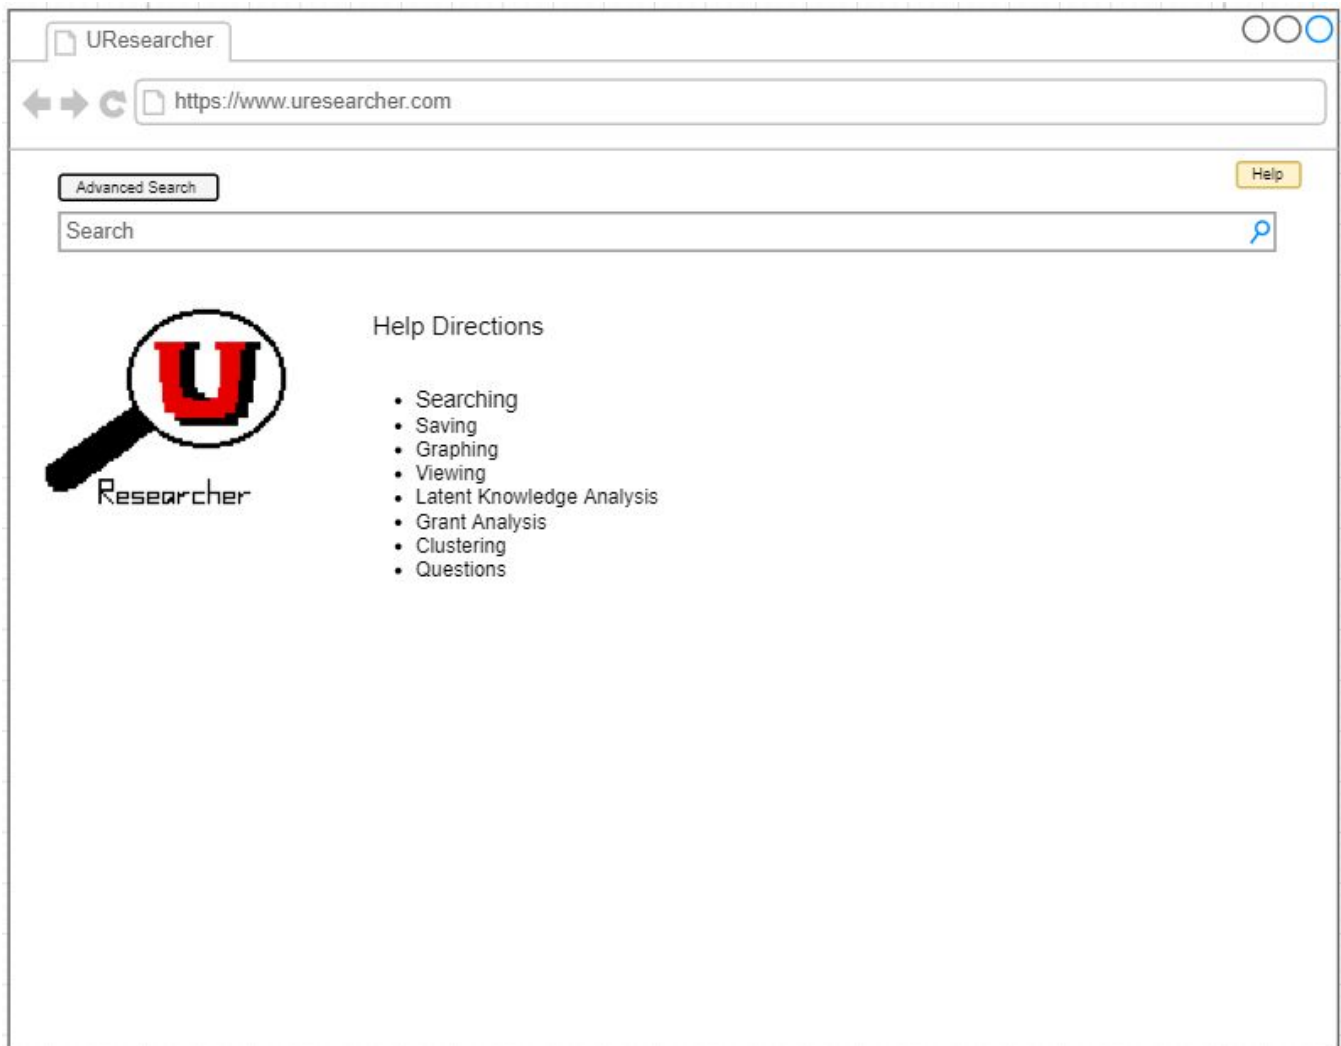 UResearcher
https://www.uresearcher.com
Help
Advanced Search
Search
U
Researcher
Help Directions
• Searching
• Saving
• Graphing
• Viewing
• Latent Knowledge Analysis
• Grant Analysis
• Clustering
• Questions